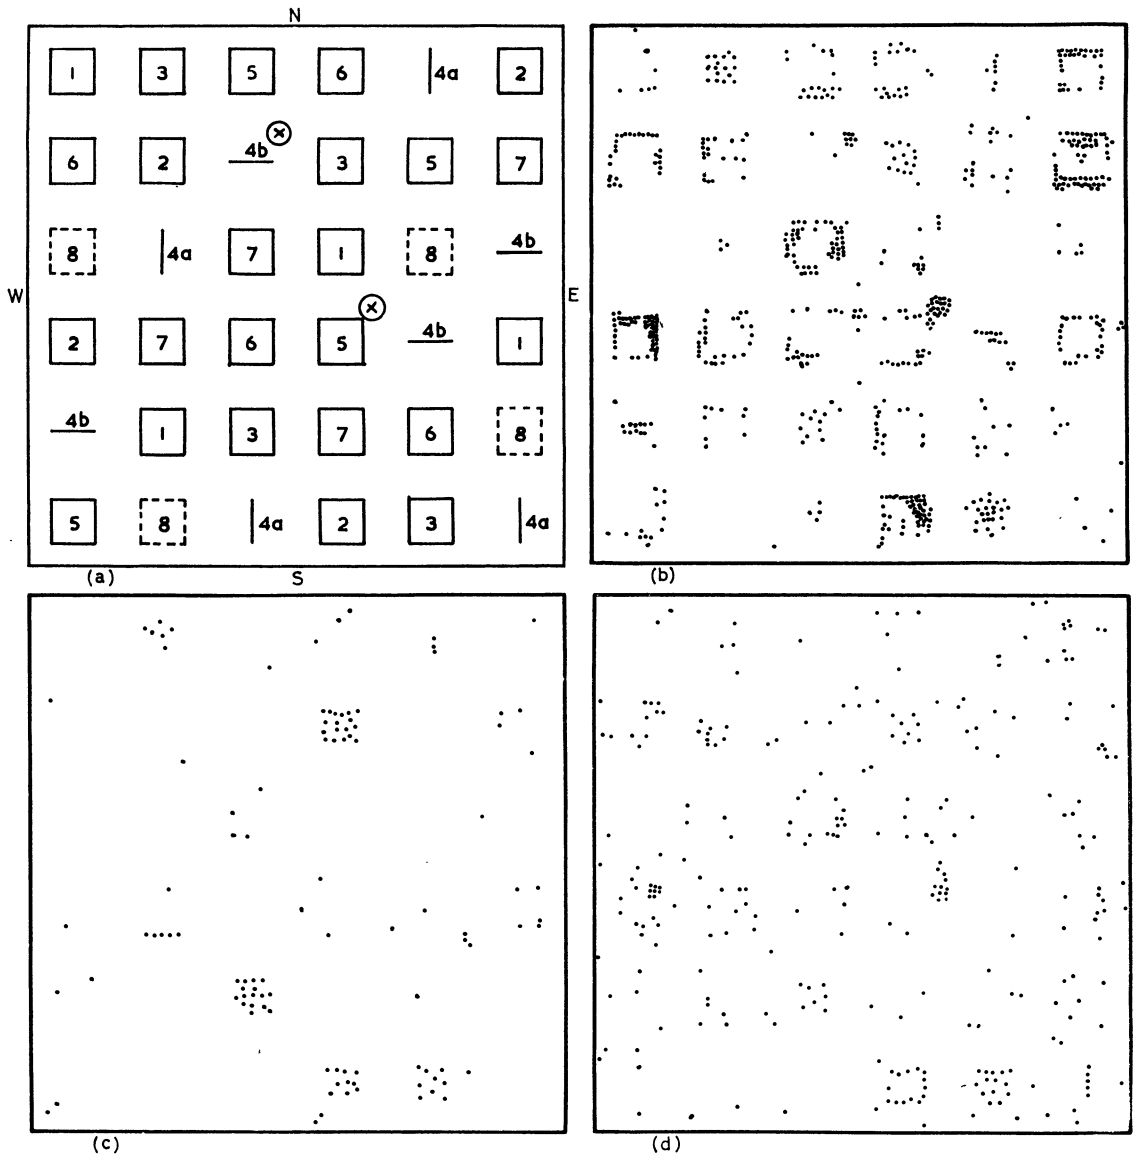 N
1 3 5 6 4a 2
6 2 4b 3 5 7
8 4a 7 1 8 4b
W E
2 7 6 5 4b 1
4b 1 3 7 6 8
5 8 4a 2 3 4a
(a) S (b)
(c) (d)